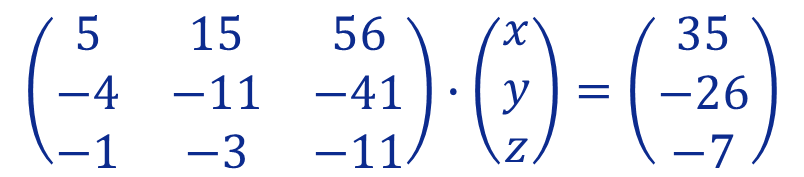 (5 15 56) (x) (35)
(−4 −11 −41) · (y) = (−26)
(−1 −3 −11) (z) (−7)